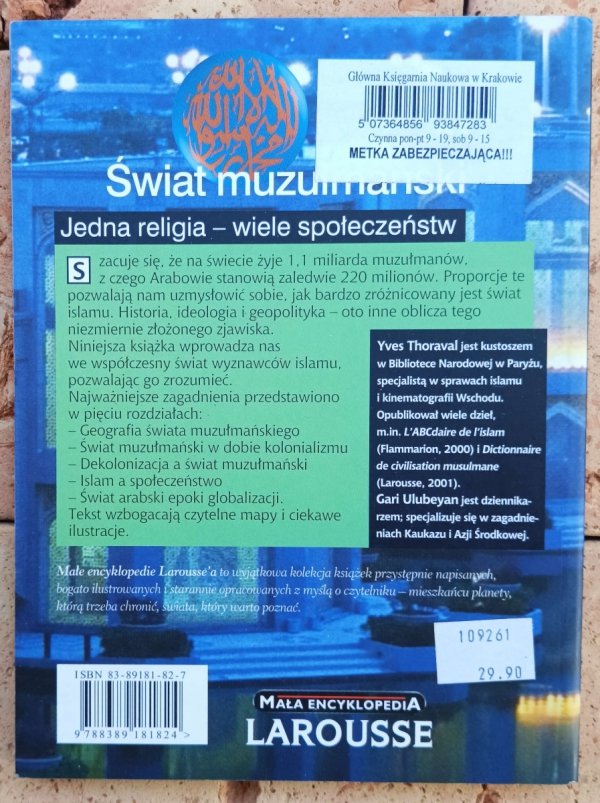 Główna Księgarnia Naukowa w Krakowie
5 07364856 93847283
Czynna pon-pt 9 - 19, sob 9 - 15
METKA ZABEZPIECZAJĄCA!!!
Świat muzułmański
Jedna religia – wiele społeczeństw
Szacuje się, że na świecie żyje 1,1 miliarda muzułmanów,
z czego Arabowie stanowią zaledwie 220 milionów. Proporcje te
pozwalają nam uzmysłowić sobie, jak bardzo zróżnicowany jest świat
islamu. Historia, ideologia i geopolityka – oto inne oblicza tego
niezmiernie złożonego zjawiska.
Niniejsza książka wprowadza nas
we współczesny świat wyznawców islamu,
pozwalając go zrozumieć.
Najważniejsze zagadnienia przedstawiono
w pięciu rozdziałach:
– Geografia świata muzułmańskiego
– Świat muzułmański w dobie kolonializmu
– Dekolonizacja a świat muzułmański
– Islam a społeczeństwo
– Świat arabski epoki globalizacji.
Tekst wzbogacają czytelne mapy i ciekawe
ilustracje.
Yves Thoraval jest kustoszem
w Bibliotece Narodowej w Paryżu,
specjalistą w sprawach islamu
i kinematografii Wschodu.
Opublikował wiele dzieł,
m.in. L'ABCdaire de l'islam
(Flammarion, 2000) i Dictionnaire
de civilisation musulmane
(Larousse, 2001).
Gari Ulubeyan jest dziennika-
rzem; specjalizuje się w zagadnie-
niach Kaukazu i Azji Środkowej.
Małe encyklopedie Larousse'a to wyjątkowa kolekcja książek przystępnie napisanych,
bogato ilustrowanych i starannie opracowanych z myślą o czytelniku – mieszkańcu planety,
którą trzeba chronić, świata, który warto poznać.
109261
29.90
ISBN 83-89181-82-7
9 788389 181824 >
MAŁA ENCYKLOPEDIA
LAROUSSE